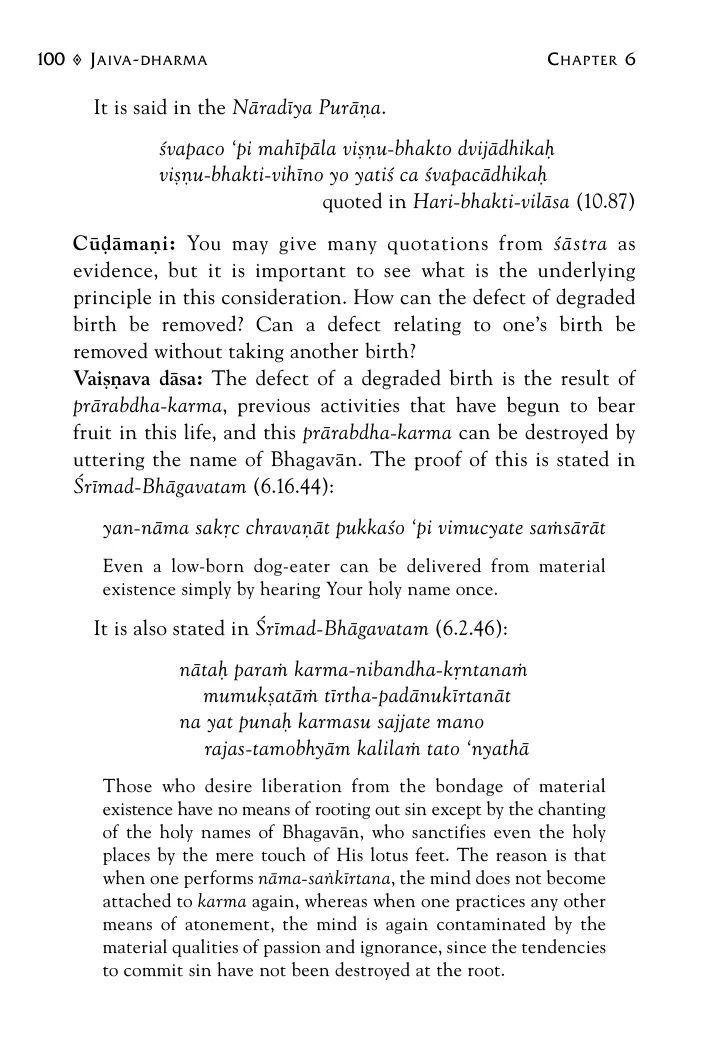 100 ◊ JAIVA-DHARMA CHAPTER 6
It is said in the Nāradīya Purāṇa.
śvapaco ‘pi mahīpāla viṣṇu-bhakto dvijādhikaḥ
viṣṇu-bhakti-vihīno yo yatiś ca śvapacādhikaḥ
quoted in Hari-bhakti-vilāsa (10.87)
Cūḍāmaṇi: You may give many quotations from śāstra as
evidence, but it is important to see what is the underlying
principle in this consideration. How can the defect of degraded
birth be removed? Can a defect relating to one’s birth be
removed without taking another birth?
Vaiṣṇava dāsa: The defect of a degraded birth is the result of
prārabdha-karma, previous activities that have begun to bear
fruit in this life, and this prārabdha-karma can be destroyed by
uttering the name of Bhagavān. The proof of this is stated in
Śrīmad-Bhāgavatam (6.16.44):
yan-nāma sakṛc chravaṇāt pukkaśo ‘pi vimucyate saṁsārāt
Even a low-born dog-eater can be delivered from material
existence simply by hearing Your holy name once.
It is also stated in Śrīmad-Bhāgavatam (6.2.46):
nātaḥ paraṁ karma-nibandha-kṛntanaṁ
mumukṣatāṁ tīrtha-padānukīrtanāt
na yat punaḥ karmasu sajjate mano
rajas-tamobhyām kalilaṁ tato ‘nyathā
Those who desire liberation from the bondage of material
existence have no means of rooting out sin except by the chanting
of the holy names of Bhagavān, who sanctifies even the holy
places by the mere touch of His lotus feet. The reason is that
when one performs nāma-saṅkīrtana, the mind does not become
attached to karma again, whereas when one practices any other
means of atonement, the mind is again contaminated by the
material qualities of passion and ignorance, since the tendencies
to commit sin have not been destroyed at the root.